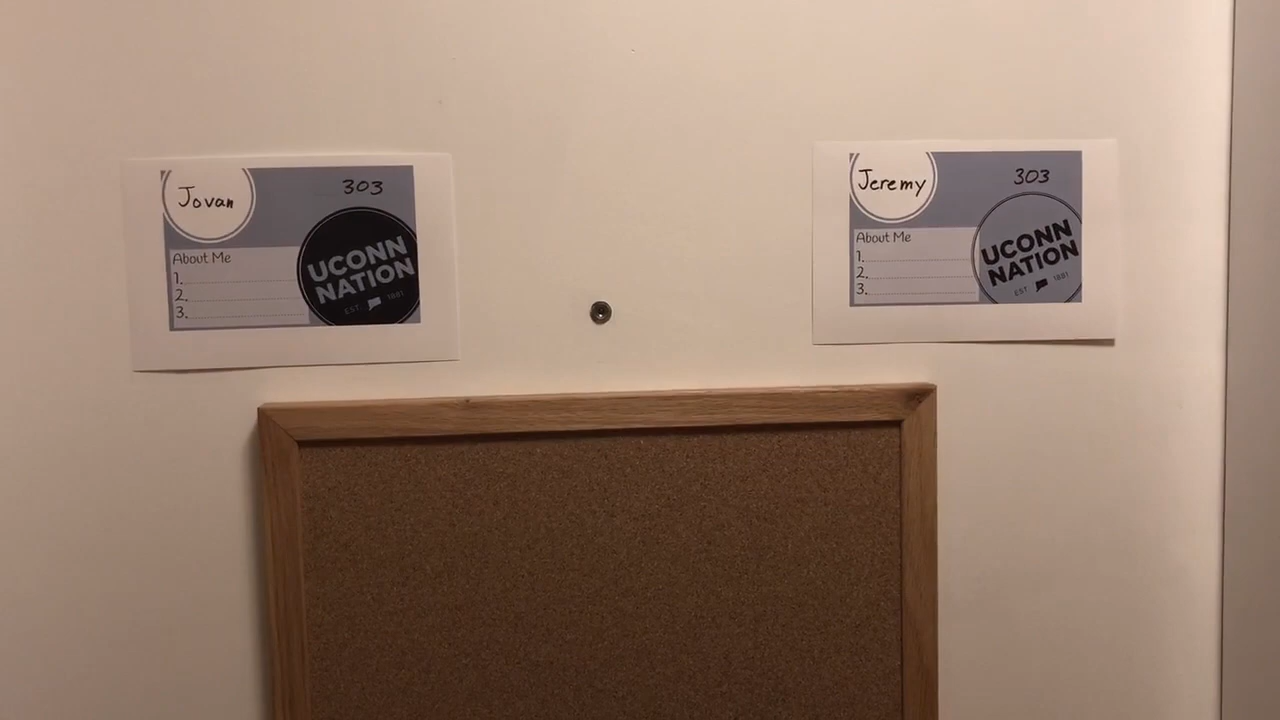 Jovan
303
About Me
1.
2.
3.
UCONN
NATION
EST. 1881
Jeremy
303
About Me
1.
2.
3.
UCONN
NATION
EST. 1881